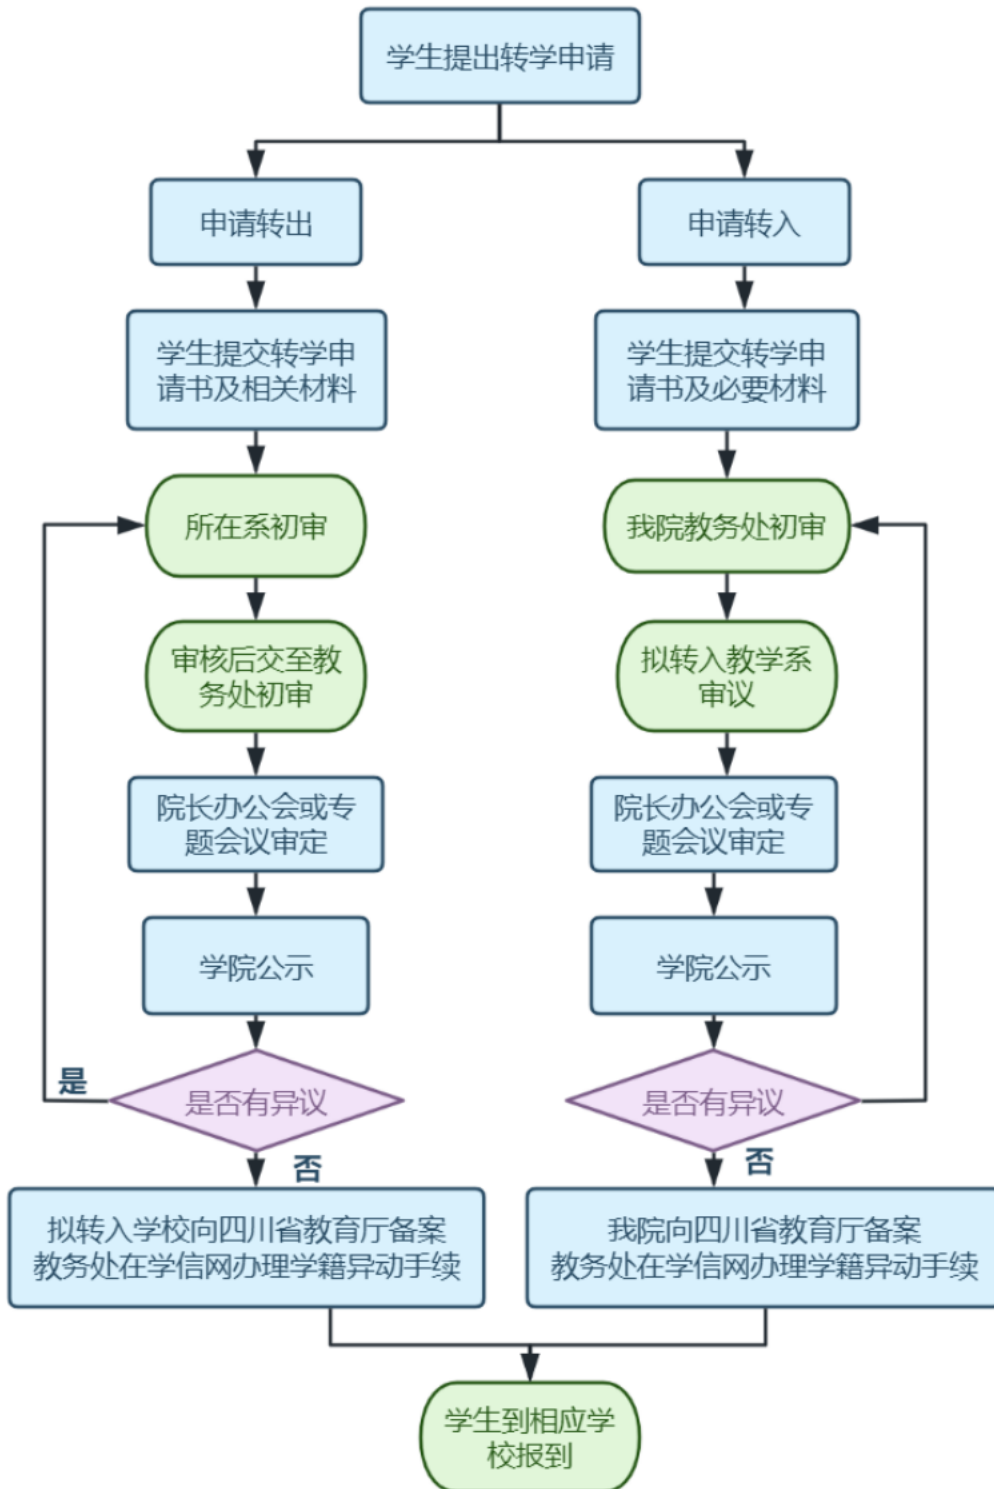 学生提出转学申请
申请转出
申请转入
学生提交转学申
请书及相关材料
学生提交转学申
请书及必要材料
所在系初审
我院教务处初审
审核后交至教
务处初审
拟转入教学系
审议
院长办公会或专
题会议审定
院长办公会或专
题会议审定
学院公示
学院公示
是
是否有异议
是否有异议
否
否
拟转入学校向四川省教育厅备案
教务处在学信网办理学籍异动手续
我院向四川省教育厅备案
教务处在学信网办理学籍异动手续
学生到相应学
校报到